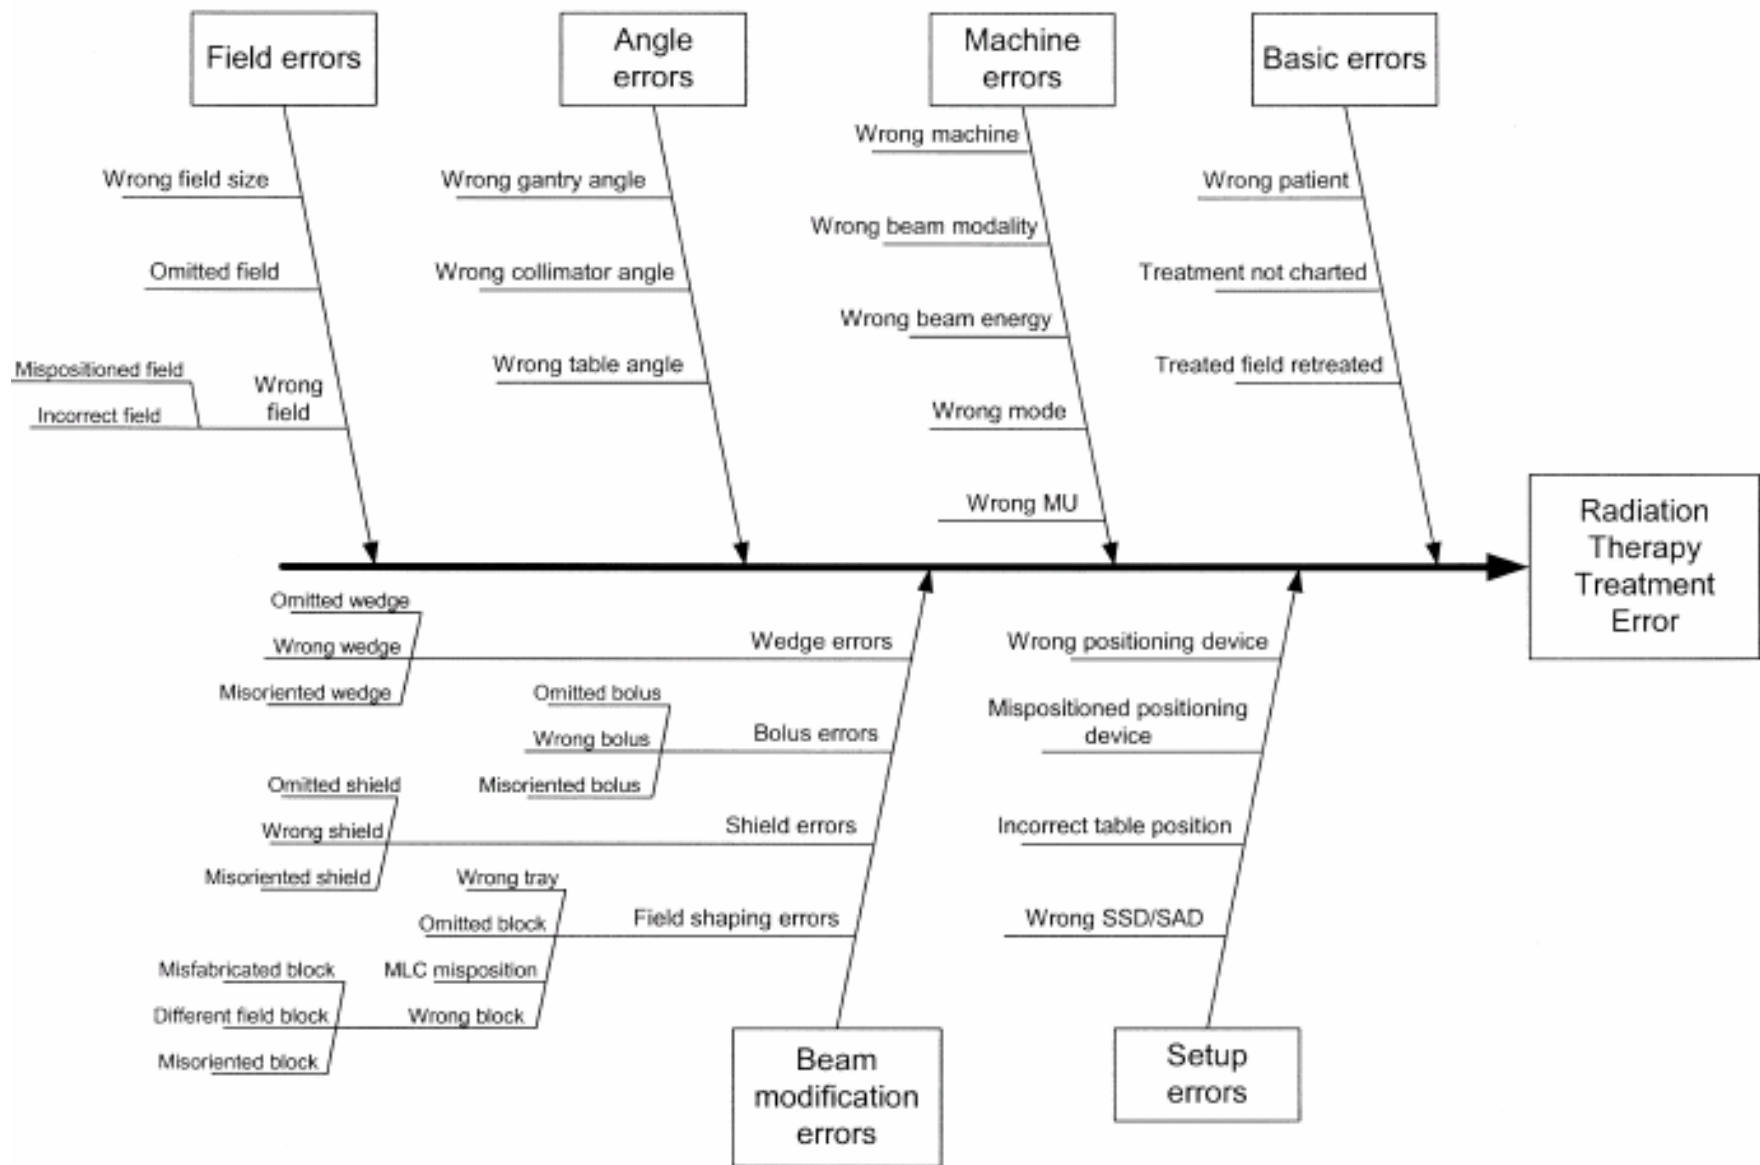 Field errors
Angle
errors
Machine
errors
Basic errors
Wrong machine
Wrong field size
Wrong gantry angle
Wrong patient
Wrong beam modality
Omitted field
Wrong collimator angle
Treatment not charted
Wrong beam energy
Mispositioned field
Wrong
field
Incorrect field
Wrong table angle
Treated field retreated
Wrong mode
Wrong MU
Radiation
Therapy
Treatment
Error
Omitted wedge
Wrong wedge
Wedge errors
Misoriented wedge
Omitted bolus
Wrong bolus
Bolus errors
Misoriented bolus
Omitted shield
Wrong shield
Shield errors
Misoriented shield
Wrong tray
Omitted block
Field shaping errors
MLC misposition
Wrong block
Misfabricated block
Different field block
Misoriented block
Wrong positioning device
Mispositioned positioning
device
Incorrect table position
Wrong SSD/SAD
Beam
modification
errors
Setup
errors